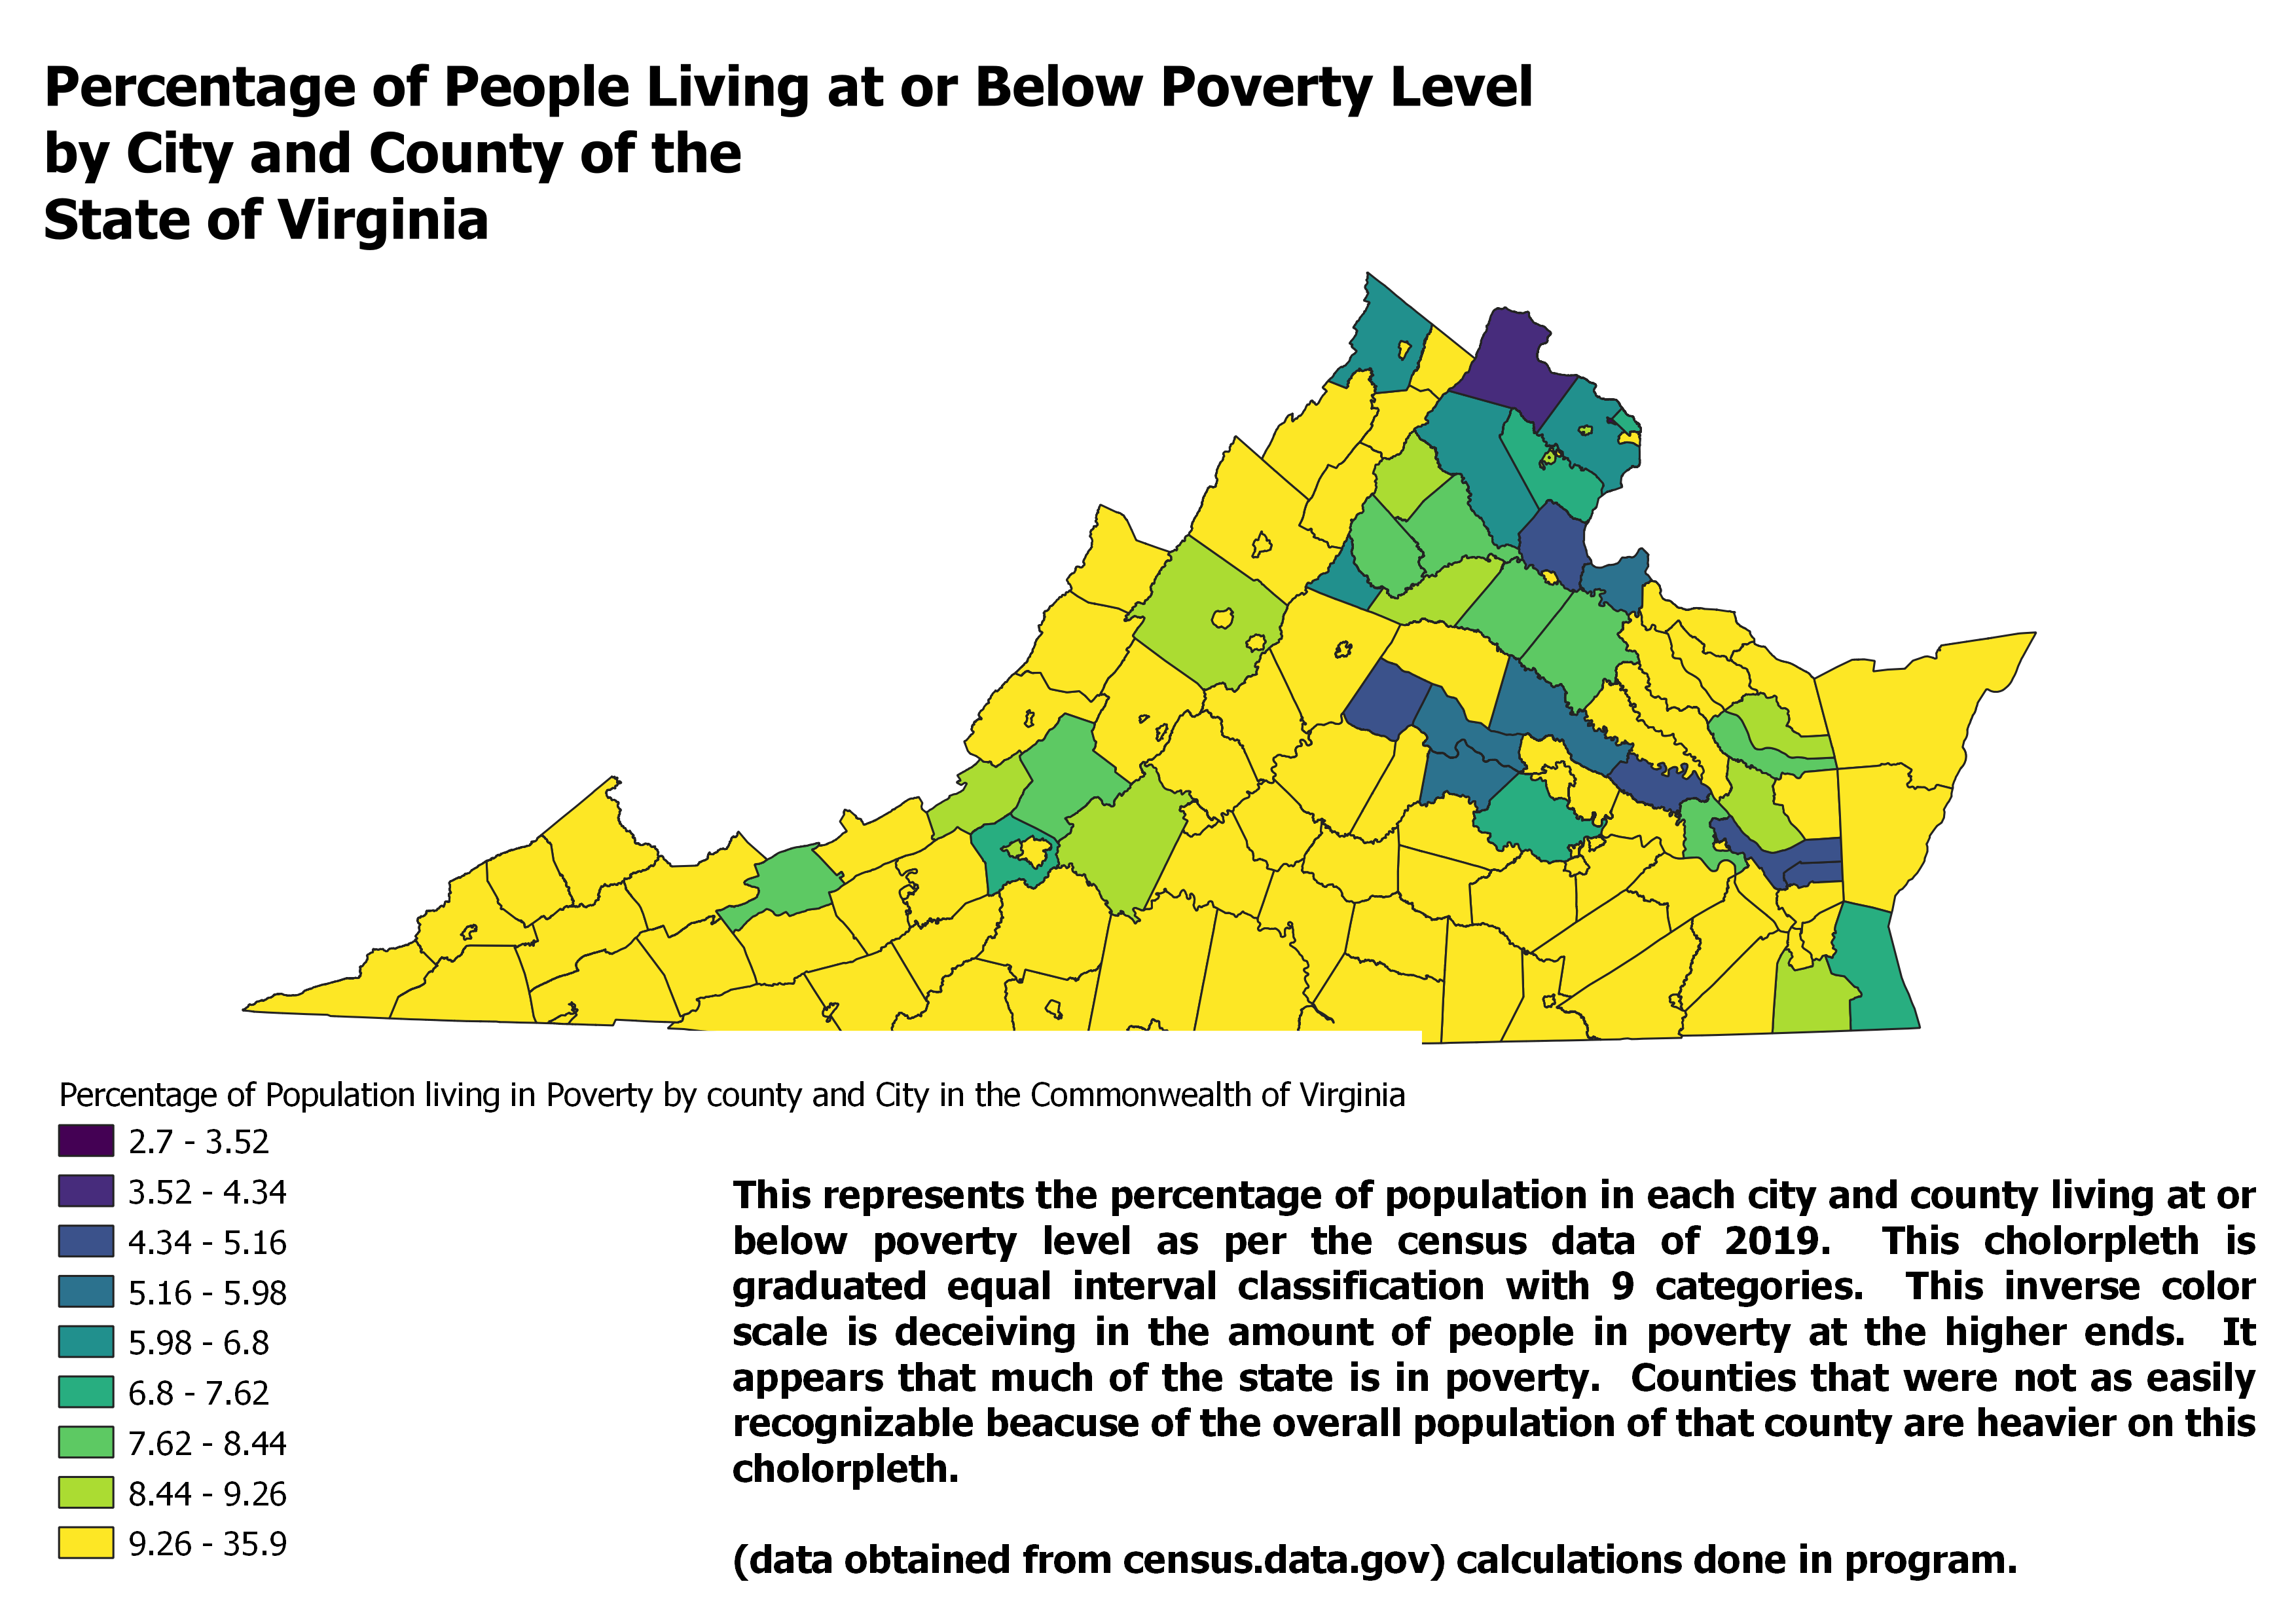 Percentage of People Living at or Below Poverty Level
by City and County of the
State of Virginia
Percentage of Population living in Poverty by county and City in the Commonwealth of Virginia
2.7 - 3.52
3.52 - 4.34
4.34 - 5.16
5.16 - 5.98
5.98 - 6.8
6.8 - 7.62
7.62 - 8.44
8.44 - 9.26
9.26 - 35.9
This represents the percentage of population in each city and county living at or
below poverty level as per the census data of 2019. This cholorpleth is
graduated equal interval classification with 9 categories. This inverse color
scale is deceiving in the amount of people in poverty at the higher ends. It
appears that much of the state is in poverty. Counties that were not as easily
recognizable beacuse of the overall population of that county are heavier on this
cholorpleth.
(data obtained from census.data.gov) calculations done in program.